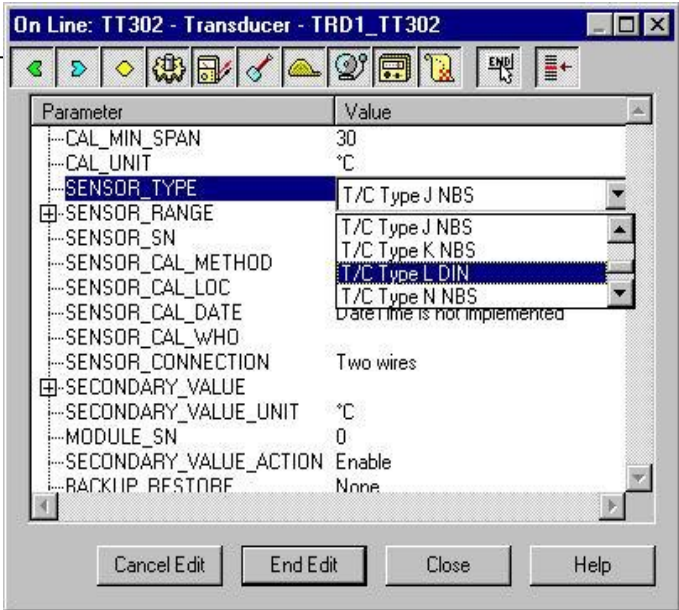 On Line: TT302 - Transducer - TRD1_TT302
END
Parameter Value
CAL_MIN_SPAN 30
CAL_UNIT °C
SENSOR_TYPE T/C Type J NBS
SENSOR_RANGE T/C Type J NBS
SENSOR_SN T/C Type K NBS
SENSOR_CAL_METHOD T/C Type L DIN
SENSOR_CAL_LOC T/C Type N NBS
SENSOR_CAL_DATE DateTime is not implemented
SENSOR_CAL_WHO
SENSOR_CONNECTION Two wires
SECONDARY_VALUE
SECONDARY_VALUE_UNIT °C
MODULE_SN 0
SECONDARY_VALUE_ACTION Enable
BACKUP_RESTORE None
Cancel Edit End Edit Close Help